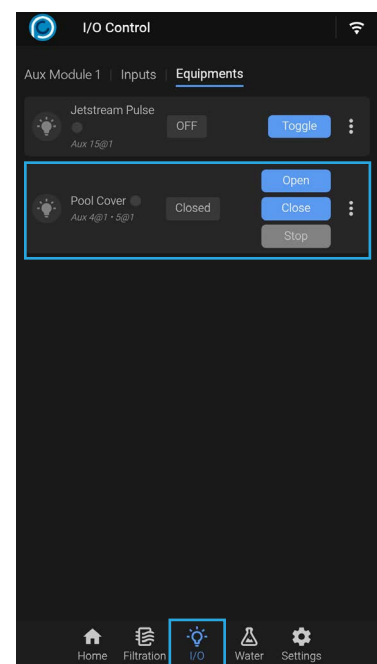 I/O Control
Aux Module 1 | Inputs | Equipments
Jetstream Pulse
OFF
Toggle
Aux 15@1
Open
Pool Cover
Closed
Close
Aux 4@1 • 5@1
Stop
Home Filtration I/O Water Settings